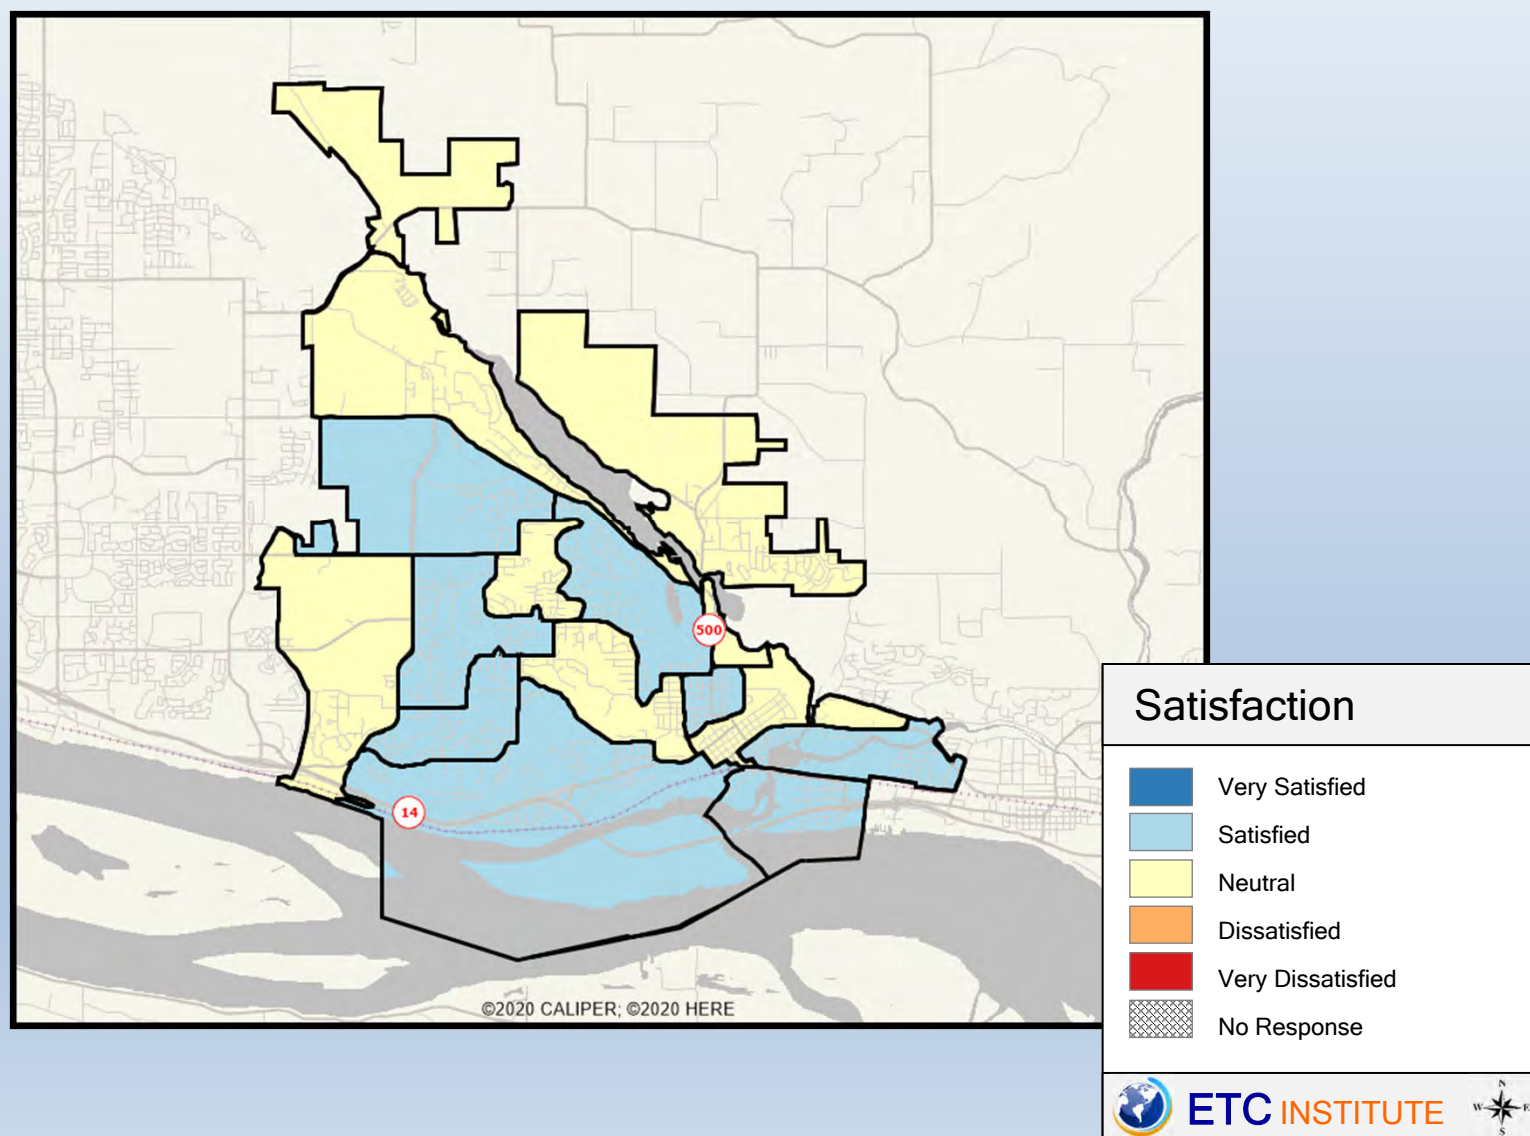 500
14
©2020 CALIPER; ©2020 HERE
Satisfaction
Very Satisfied
Satisfied
Neutral
Dissatisfied
Very Dissatisfied
No Response
ETC INSTITUTE
N
W E
S